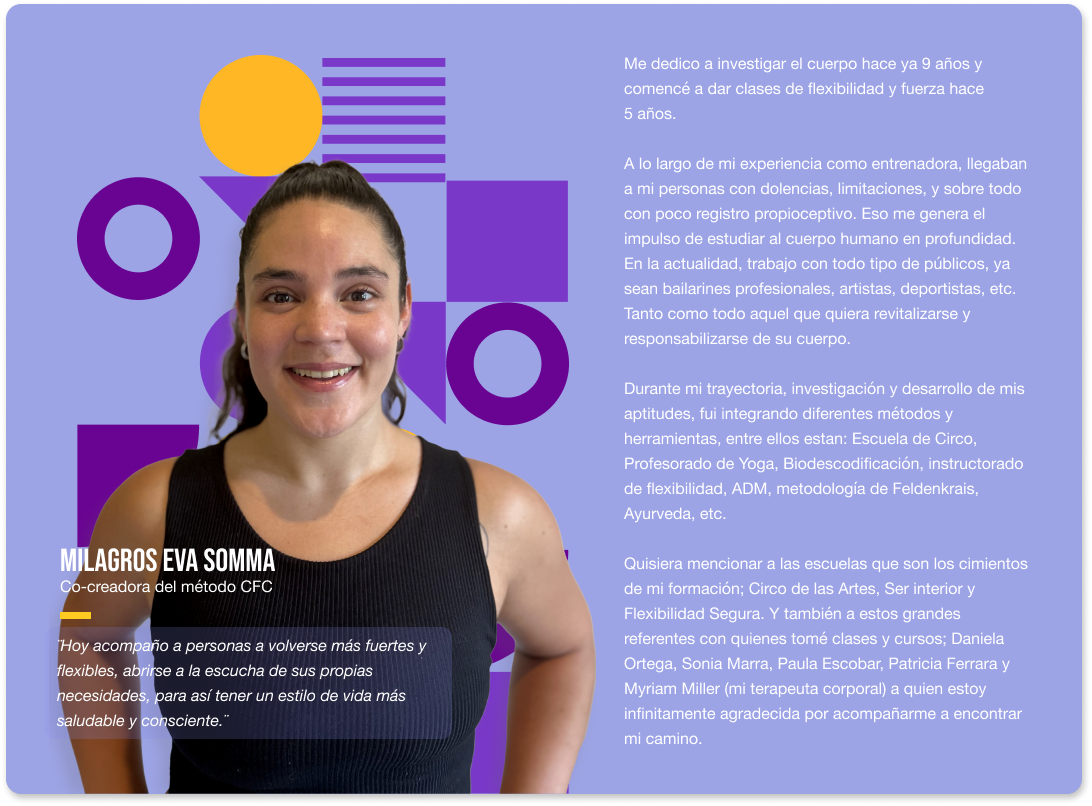 MILAGROS EVA SOMMA
Co-creadora del método CFC
¨Hoy acompaño a personas a volverse más fuertes y
flexibles, abrirse a la escucha de sus propias
necesidades, para así tener un estilo de vida más
saludable y consciente.¨
Me dedico a investigar el cuerpo hace ya 9 años y
comencé a dar clases de flexibilidad y fuerza hace
5 años.
A lo largo de mi experiencia como entrenadora, llegaban
a mi personas con dolencias, limitaciones, y sobre todo
con poco registro propioceptivo. Eso me genera el
impulso de estudiar al cuerpo humano en profundidad.
En la actualidad, trabajo con todo tipo de públicos, ya
sean bailarines profesionales, artistas, deportistas, etc.
Tanto como todo aquel que quiera revitalizarse y
responsabilizarse de su cuerpo.
Durante mi trayectoria, investigación y desarrollo de mis
aptitudes, fui integrando diferentes métodos y
herramientas, entre ellos estan: Escuela de Circo,
Profesorado de Yoga, Biodescodificación, instructorado
de flexibilidad, ADM, metodología de Feldenkrais,
Ayurveda, etc.
Quisiera mencionar a las escuelas que son los cimientos
de mi formación; Circo de las Artes, Ser interior y
Flexibilidad Segura. Y también a estos grandes
referentes con quienes tomé clases y cursos; Daniela
Ortega, Sonia Marra, Paula Escobar, Patricia Ferrara y
Myriam Miller (mi terapeuta corporal) a quien estoy
infinitamente agradecida por acompañarme a encontrar
mi camino.